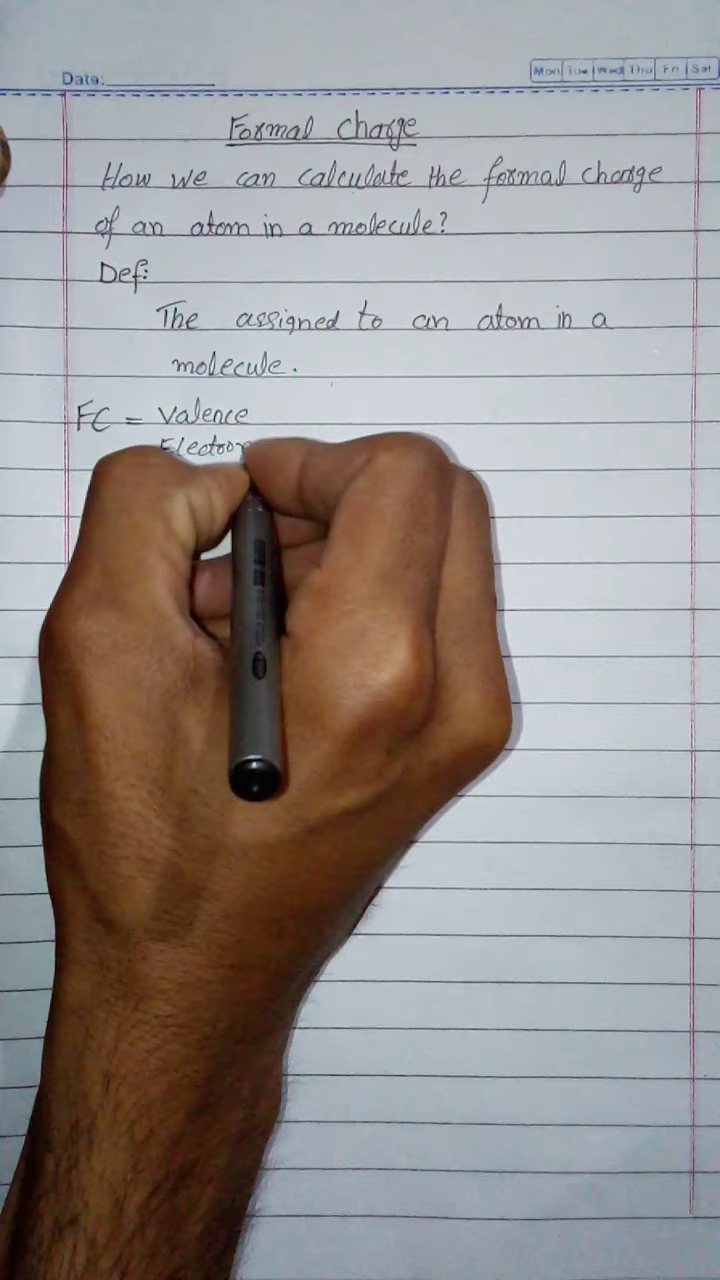 Date:
Mon Tue Wed Thu Fri Sat
Formal charge
How we can calculate the formal charge
of an atom in a molecule?
Def:
The assigned to an atom in a
molecule.
FC = Valence
Electron